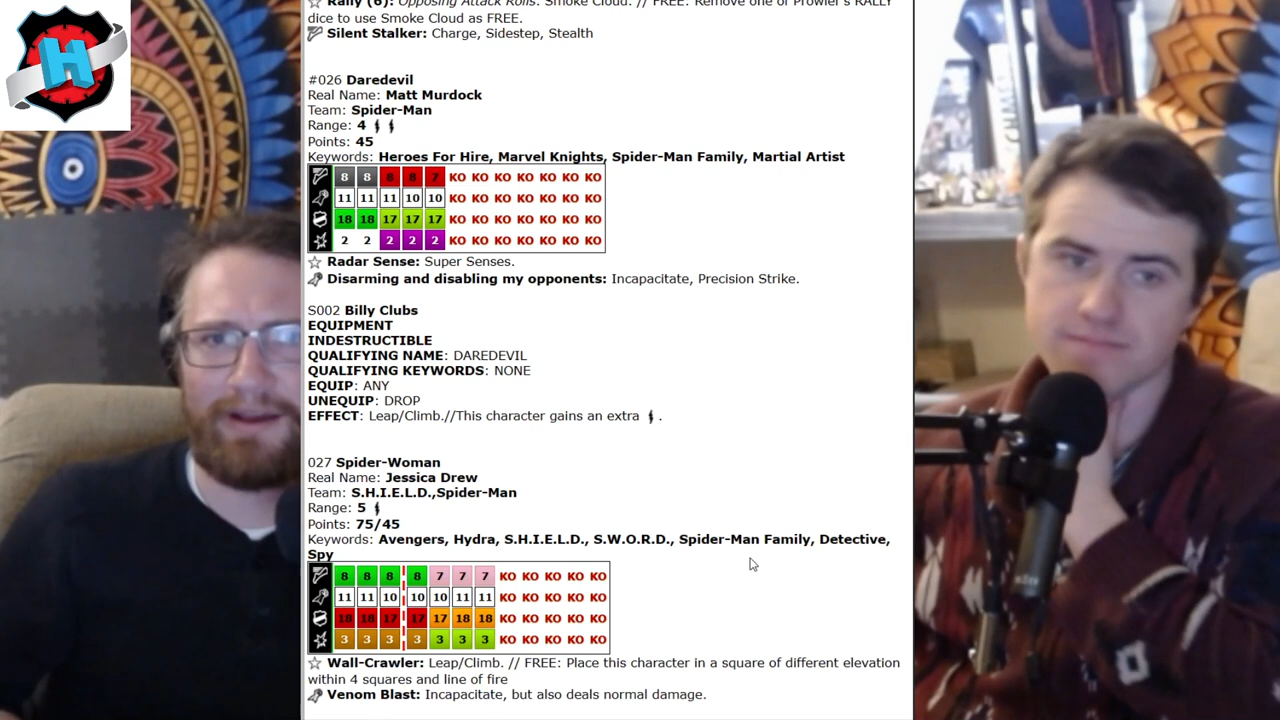 H
Rally (6): Opposing Attack Rolls. Smoke Cloud. // FREE: Remove one of Prowler's RALLY
dice to use Smoke Cloud as FREE.
Silent Stalker: Charge, Sidestep, Stealth
#026 Daredevil
Real Name: Matt Murdock
Team: Spider-Man
Range: 4
Points: 45
Keywords: Heroes For Hire, Marvel Knights, Spider-Man Family, Martial Artist
8 8 8 8 7 KO KO KO KO KO KO KO
11 11 11 10 10 KO KO KO KO KO KO KO
18 18 17 17 17 KO KO KO KO KO KO KO
2 2 2 2 2 KO KO KO KO KO KO KO
Radar Sense: Super Senses.
Disarming and disabling my opponents: Incapacitate, Precision Strike.
S002 Billy Clubs
EQUIPMENT
INDESTRUCTIBLE
QUALIFYING NAME: DAREDEVIL
QUALIFYING KEYWORDS: NONE
EQUIP: ANY
UNEQUIP: DROP
EFFECT: Leap/Climb.//This character gains an extra .
027 Spider-Woman
Real Name: Jessica Drew
Team: S.H.I.E.L.D.,Spider-Man
Range: 5
Points: 75/45
Keywords: Avengers, Hydra, S.H.I.E.L.D., S.W.O.R.D., Spider-Man Family, Detective,
Spy
8 8 8 8 7 7 7 KO KO KO KO KO
11 11 10 10 10 11 11 KO KO KO KO KO
18 18 17 17 17 18 18 KO KO KO KO KO
3 3 3 3 3 3 3 KO KO KO KO KO
Wall-Crawler: Leap/Climb. // FREE: Place this character in a square of different elevation
within 4 squares and line of fire
Venom Blast: Incapacitate, but also deals normal damage.